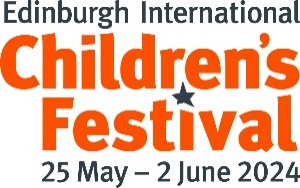 Edinburgh International
Children's
Festival
25 May – 2 June 2024